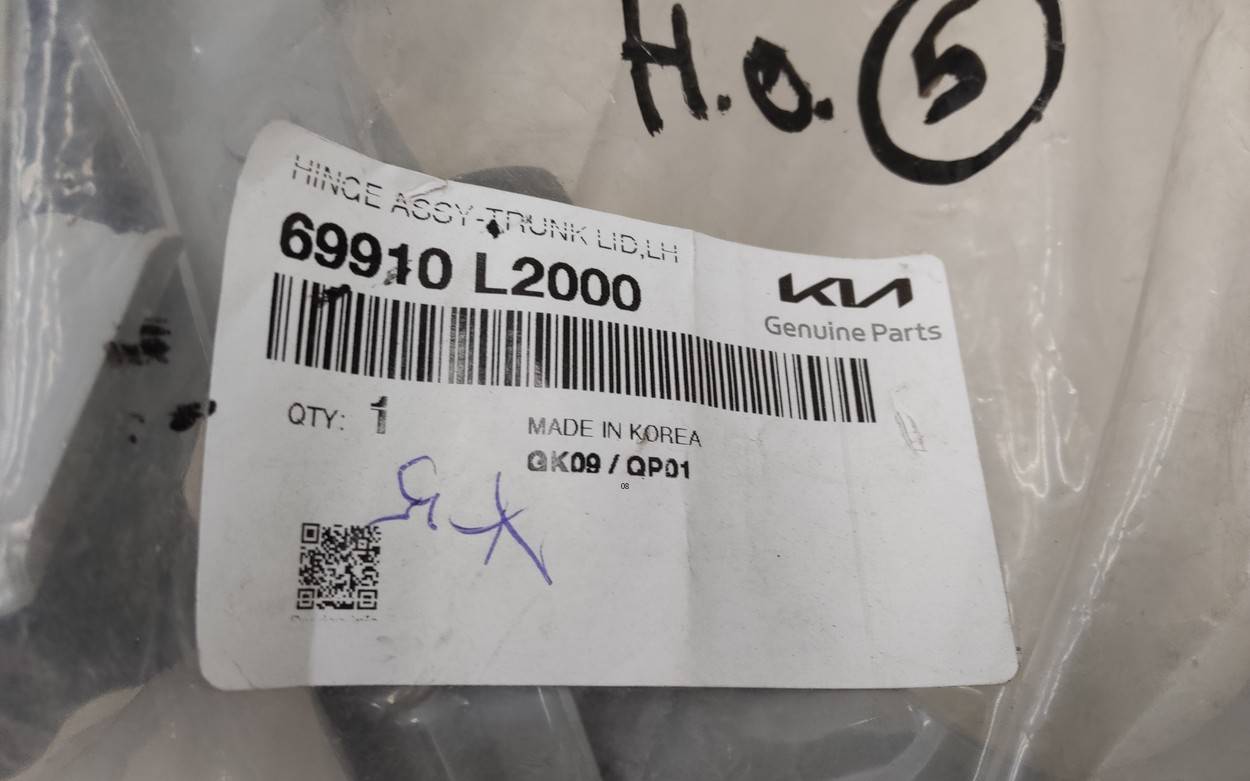 H.O. 5
HINGE ASSY-TRUNK LID,LH
69910 L2000
KIA
Genuine Parts
QTY: 1
MADE IN KOREA
GK09 / QP01
08